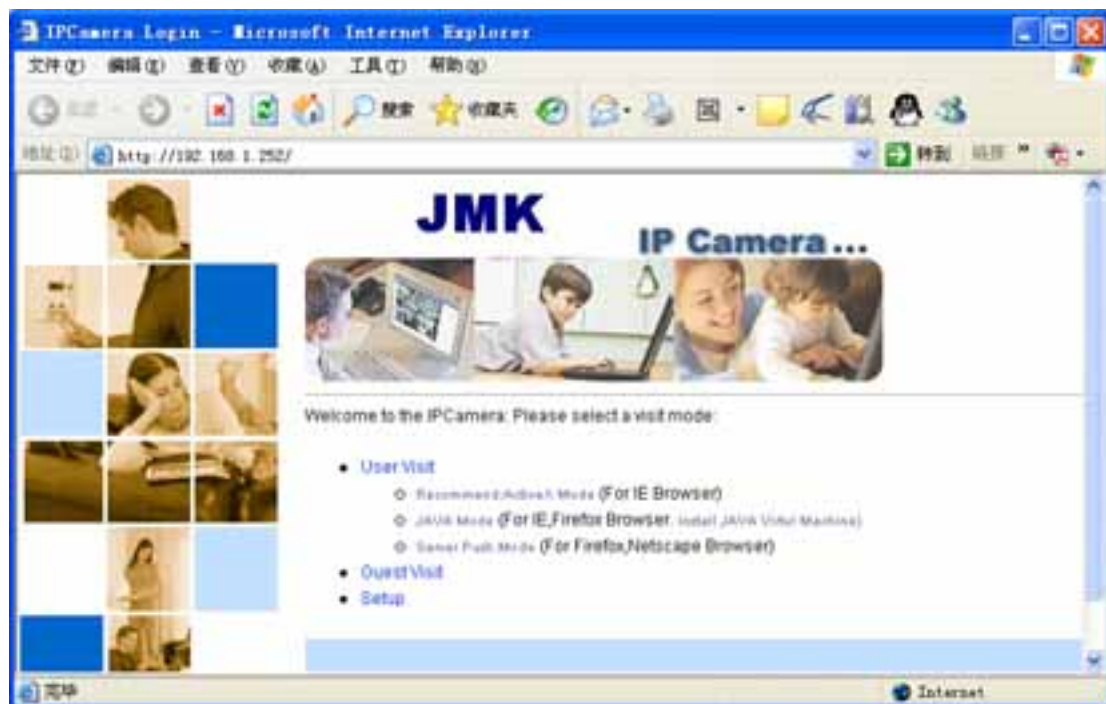 IPCamera Login - Microsoft Internet Explorer
文件(F) 编辑(E) 查看(V) 收藏(A) 工具(T) 帮助(H)
搜索 收藏夹
地址(D) http://192.168.1.252/ 转到 链接 »
JMK
IP Camera...
Welcome to the IPCamera: Please select a visit mode:
User Visit
Recommend:ActiveX Mode (For IE Browser)
JAVA Mode (For IE,Firefox Browser. Install JAVA Virtul Machine)
Server Push Mode (For Firefox,Netscape Browser)
Guest Visit
Setup
完毕 Internet